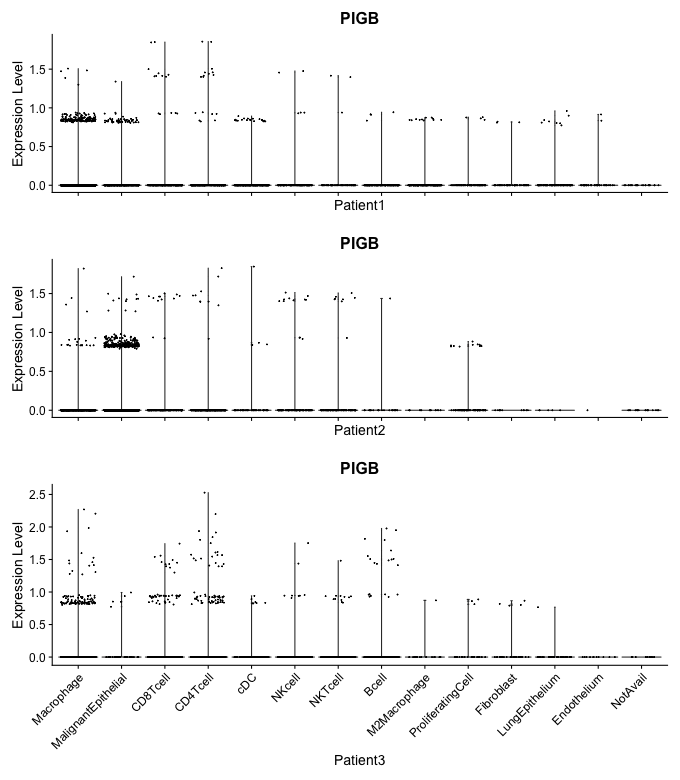 PIGB
Expression Level
1.5
1.0
0.5
0.0
Patient1
PIGB
Expression Level
1.5
1.0
0.5
0.0
Patient2
PIGB
Expression Level
2.5
2.0
1.5
1.0
0.5
0.0
Macrophage
MalignantEpithelial
CD8Tcell
CD4Tcell
cDC
NKcell
NKTcell
Bcell
M2Macrophage
ProliferatingCell
Fibroblast
LungEpithelium
Endothelium
NotAvail
Patient3